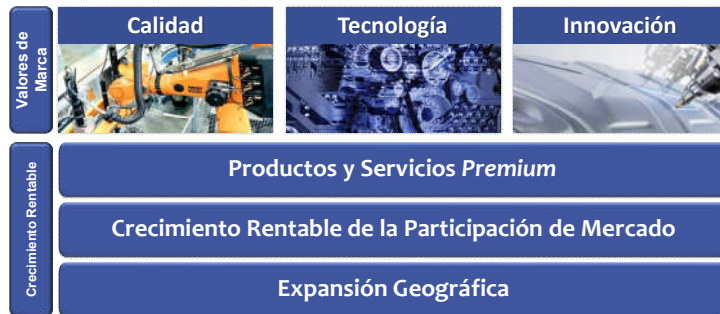 Valores de
Marca
Calidad
Tecnología
Innovación
Crecimiento Rentable
Productos y Servicios Premium
Crecimiento Rentable de la Participación de Mercado
Expansión Geográfica